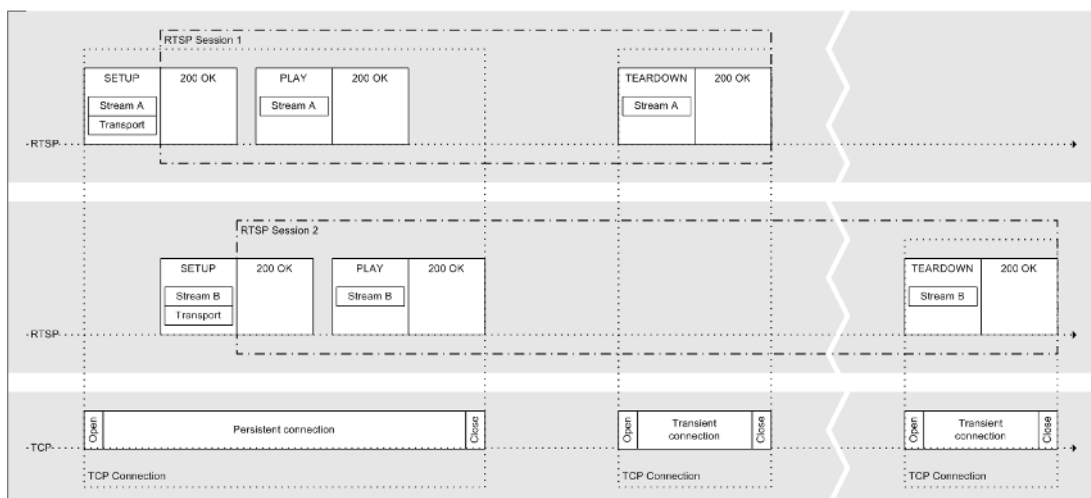 RTSP Session 1
SETUP 200 OK PLAY 200 OK TEARDOWN 200 OK
Stream A Stream A Stream A
Transport
RTSP
RTSP Session 2
SETUP 200 OK PLAY 200 OK TEARDOWN 200 OK
Stream B Stream B Stream B
Transport
RTSP
Open Persistent connection Close Open Transient connection Close Open Transient connection Close
TCP
TCP Connection TCP Connection TCP Connection